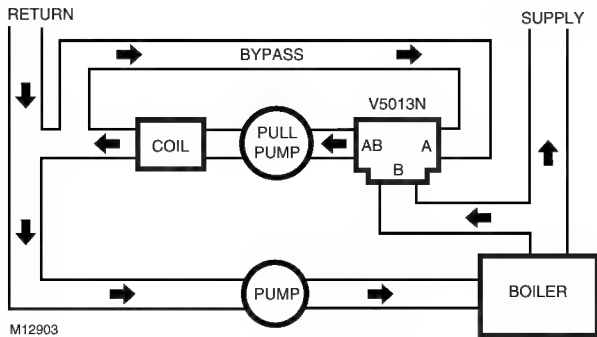 RETURN
SUPPLY
BYPASS
V5013N
COIL
PULL
PUMP
AB
A
B
PUMP
BOILER
M12903